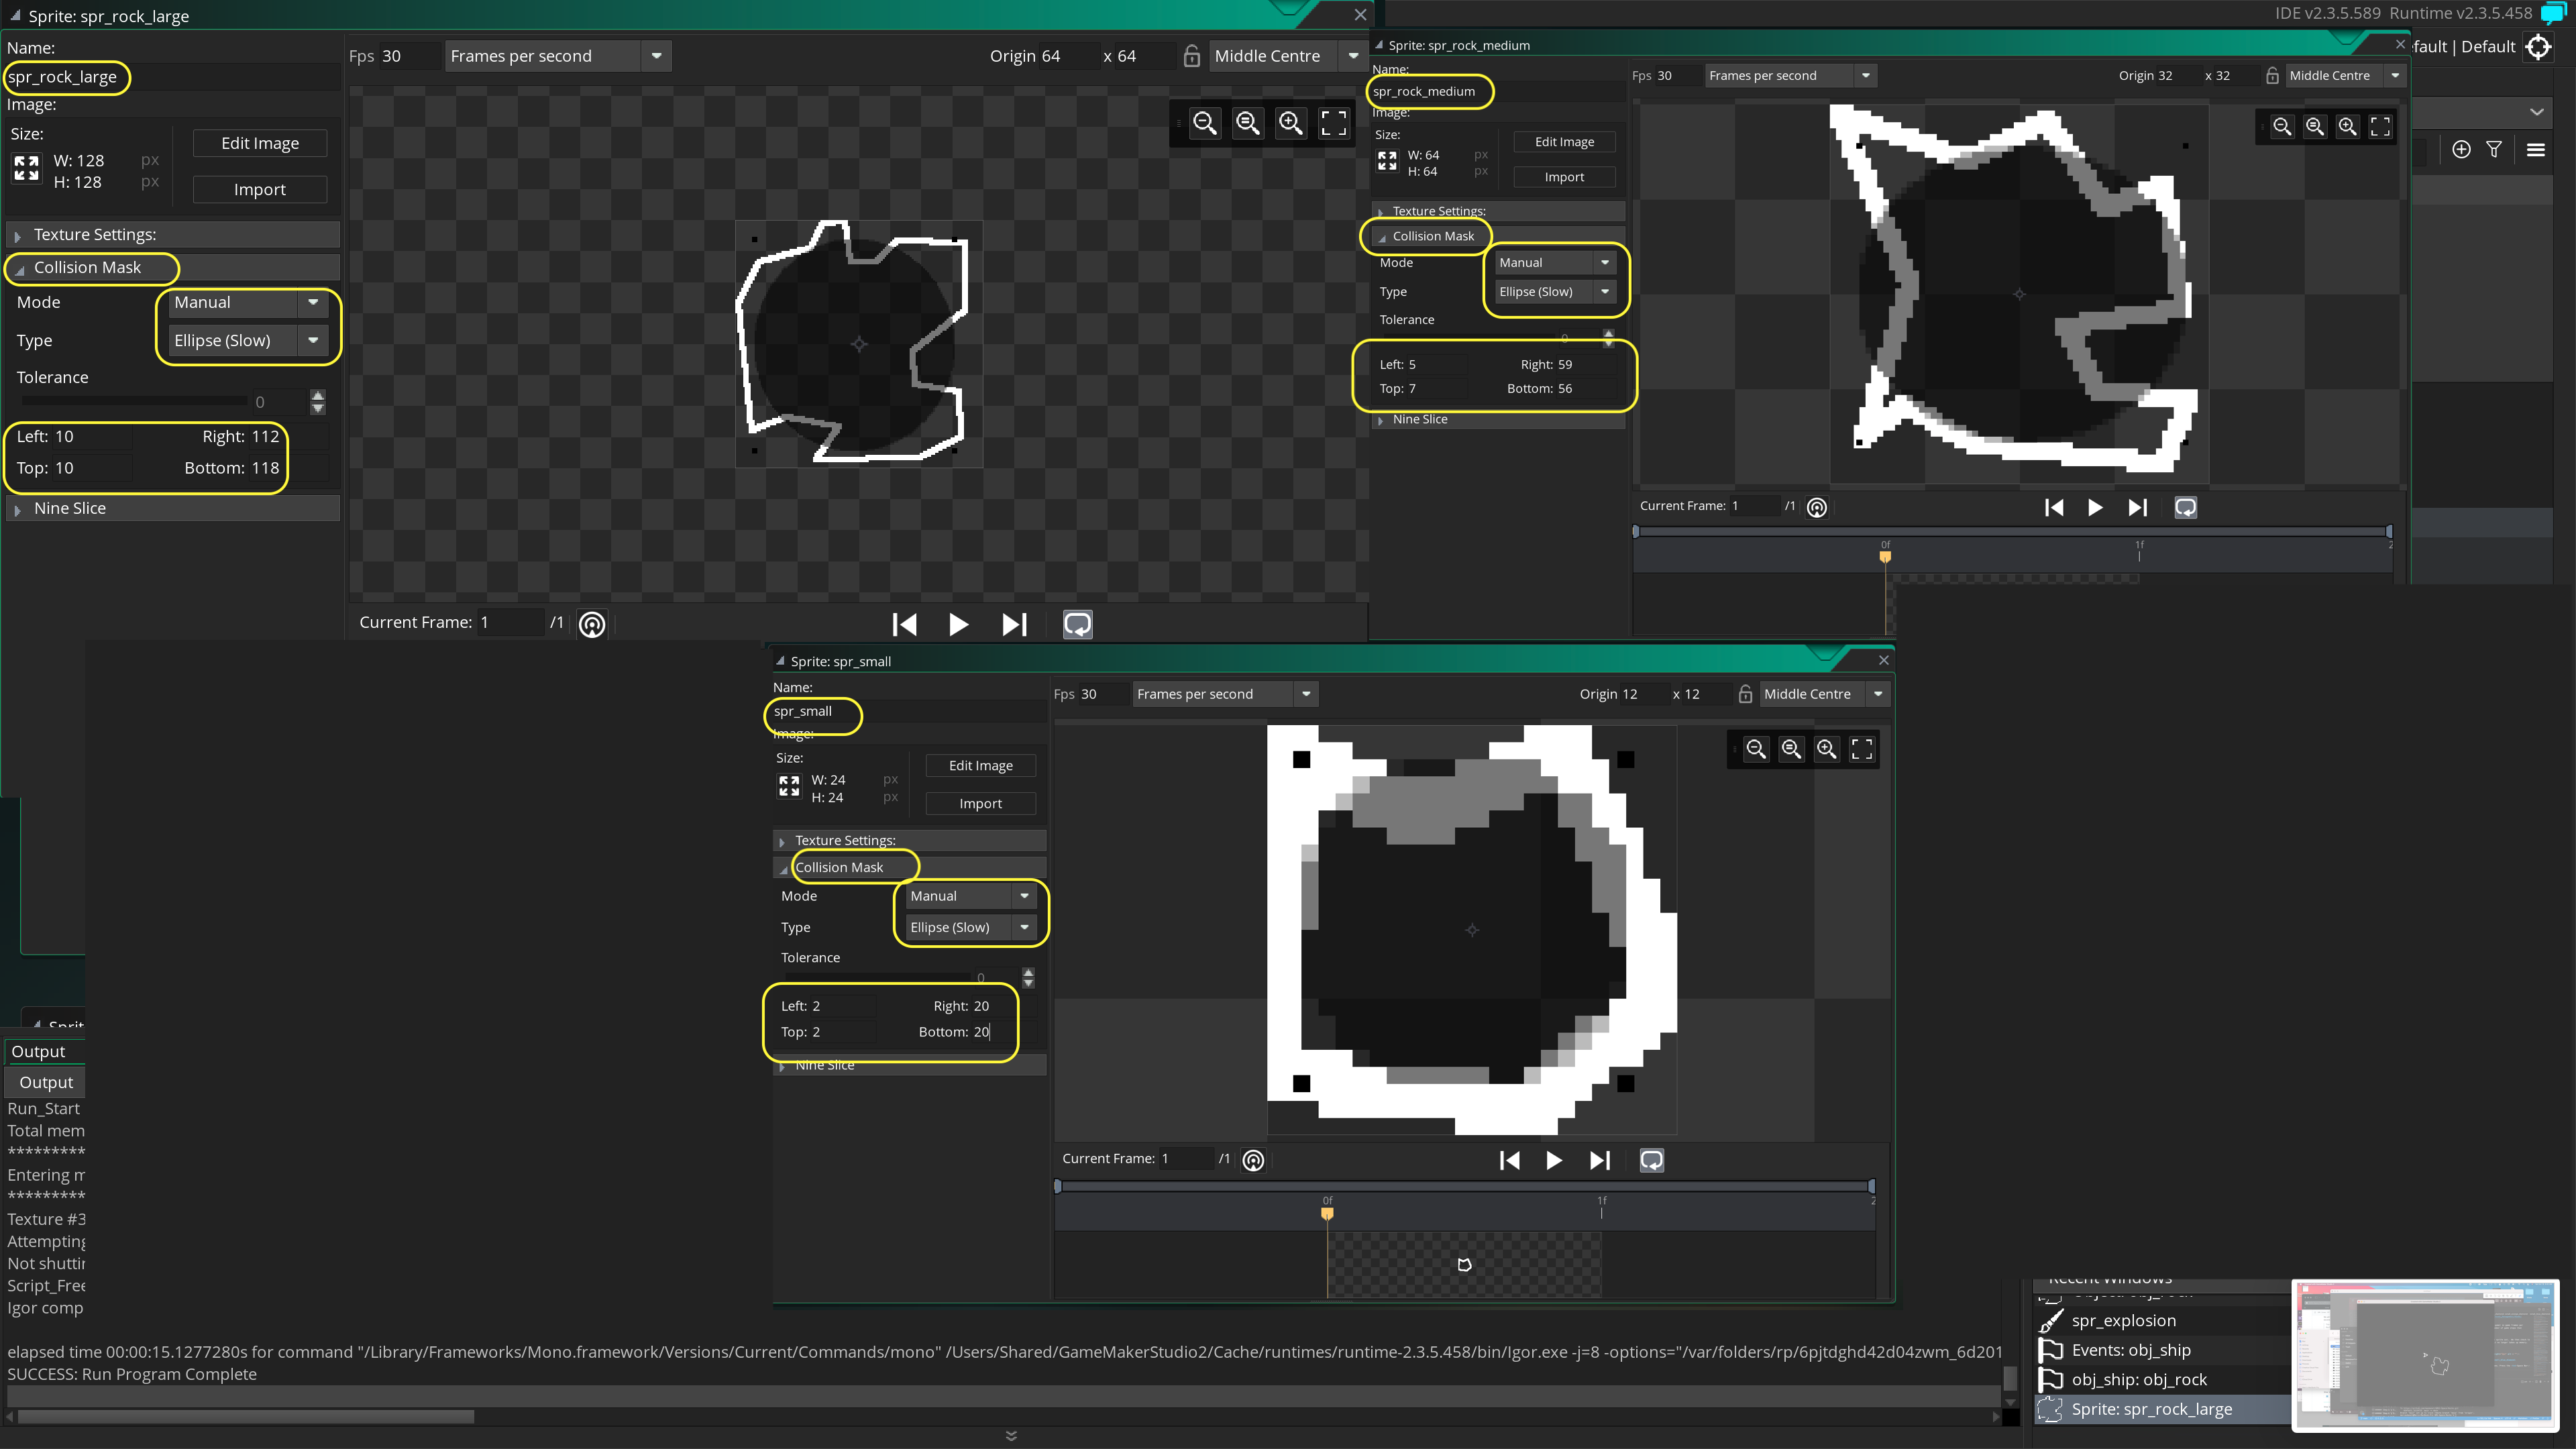 Sprite: spr_rock_large
Name:
spr_rock_large
Image:
Size:
W: 128 px
H: 128 px
Edit Image
Import
Texture Settings:
Collision Mask
Mode Manual
Type Ellipse (Slow)
Tolerance
0
Left: 10 Right: 112
Top: 10 Bottom: 118
Nine Slice
Fps 30 Frames per second Origin 64 x 64 Middle Centre
Current Frame: 1 /1
IDE v2.3.5.589 Runtime v2.3.5.458
efault | Default
Sprite: spr_rock_medium
Name:
spr_rock_medium
Image:
Size:
W: 64 px
H: 64 px
Edit Image
Import
Texture Settings:
Collision Mask
Mode Manual
Type Ellipse (Slow)
Tolerance
0
Left: 5 Right: 59
Top: 7 Bottom: 56
Nine Slice
Fps 30 Frames per second Origin 32 x 32 Middle Centre
Current Frame: 1 /1
0f 1f 2
Sprite: spr_small
Name:
spr_small
Image:
Size:
W: 24 px
H: 24 px
Edit Image
Import
Texture Settings:
Collision Mask
Mode Manual
Type Ellipse (Slow)
Tolerance
0
Left: 2 Right: 20
Top: 2 Bottom: 20
Nine Slice
Fps 30 Frames per second Origin 12 x 12 Middle Centre
Current Frame: 1 /1
0f 1f 2
Sprit
Output
Output
Run_Start
Total mem
*********
Entering m
*********
Texture #3
Attempting
Not shuttin
Script_Free
Igor comp
elapsed time 00:00:15.1277280s for command "/Library/Frameworks/Mono.framework/Versions/Current/Commands/mono" /Users/Shared/GameMakerStudio2/Cache/runtimes/runtime-2.3.5.458/bin/Igor.exe -j=8 -options="/var/folders/rp/6pjtdghd42d04zwm_6d201
SUCCESS: Run Program Complete
Recent Windows
Object: obj_rock
spr_explosion
Events: obj_ship
obj_ship: obj_rock
Sprite: spr_rock_large